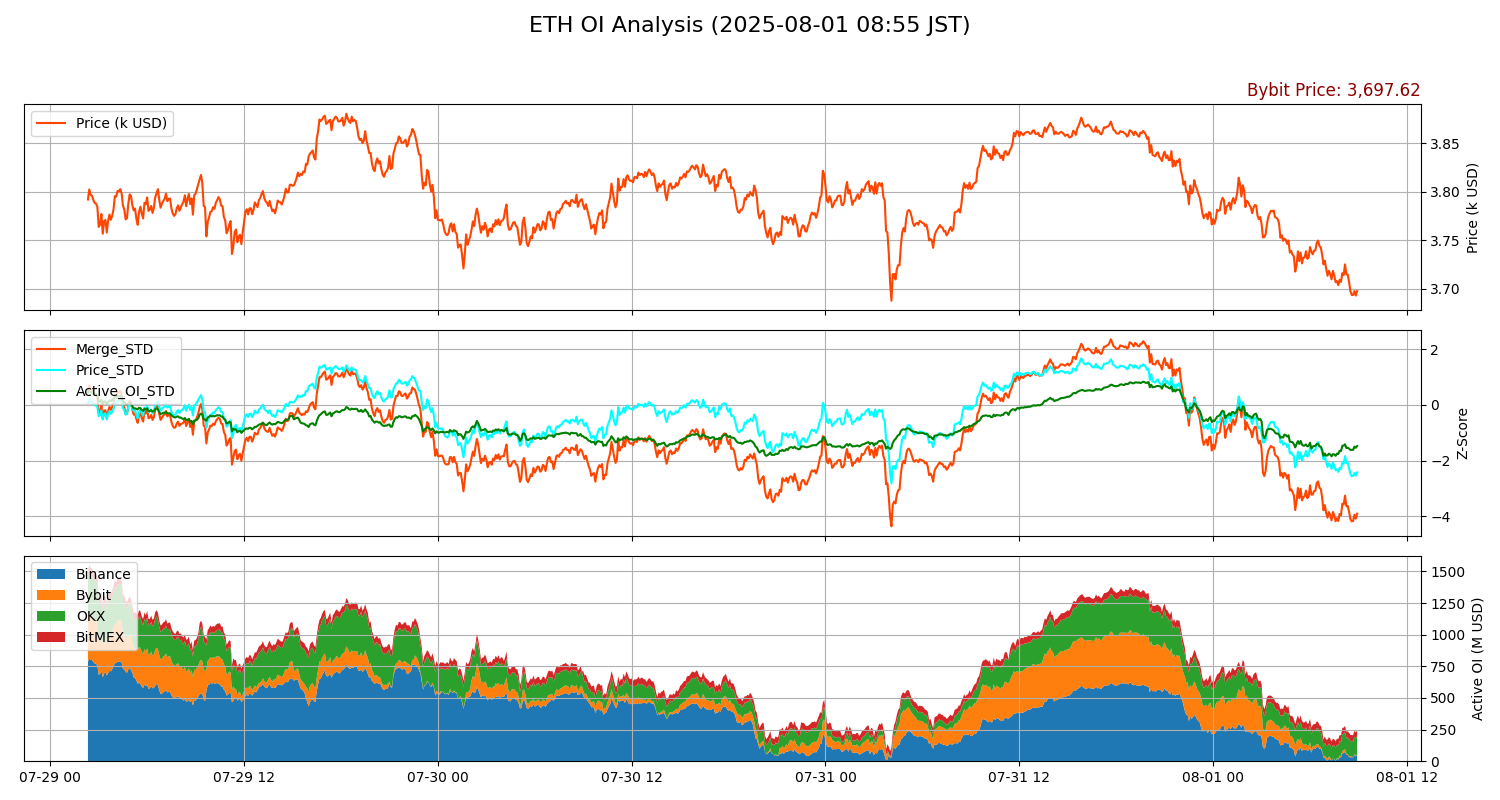 ETH OI Analysis (2025-08-01 08:55 JST)
Bybit Price: 3,697.62
Price (k USD)
3.85
3.80
3.75
3.70
Price (k USD)
Merge_STD
Price_STD
Active_OI_STD
2
0
−2
−4
Z-Score
Binance
Bybit
OKX
BitMEX
1500
1250
1000
750
500
250
0
Active OI (M USD)
07-29 00
07-29 12
07-30 00
07-30 12
07-31 00
07-31 12
08-01 00
08-01 12